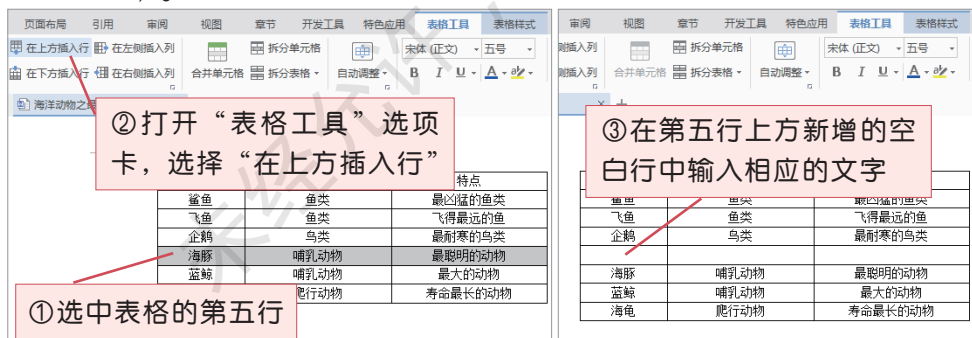 页面布局 引用 审阅 视图 章节 开发工具 特色应用 表格工具 表格样式
在上方插入行 在左侧插入列 拆分单元格 宋体 (正文) 五号
在下方插入行 在右侧插入列 合并单元格 拆分表格 自动调整 B I U A
海洋动物之
②打开“表格工具”选项
卡，选择“在上方插入行”
特点
鲨鱼 鱼类 最凶猛的鱼类
飞鱼 鱼类 飞得最远的鱼
企鹅 鸟类 最耐寒的鸟类
海豚 哺乳动物 最聪明的动物
蓝鲸 哺乳动物 最大的动物
爬行动物 寿命最长的动物
①选中表格的第五行
未经允许
审阅 视图 章节 开发工具 特色应用 表格工具 表格样式
侧插入列 拆分单元格 宋体 (正文) 五号
侧插入列 合并单元格 拆分表格 自动调整 B I U A
③在第五行上方新增的空
白行中输入相应的文字
鲨鱼 鱼类 最凶猛的鱼类
飞鱼 鱼类 飞得最远的鱼
企鹅 鸟类 最耐寒的鸟类
海豚 哺乳动物 最聪明的动物
蓝鲸 哺乳动物 最大的动物
海龟 爬行动物 寿命最长的动物